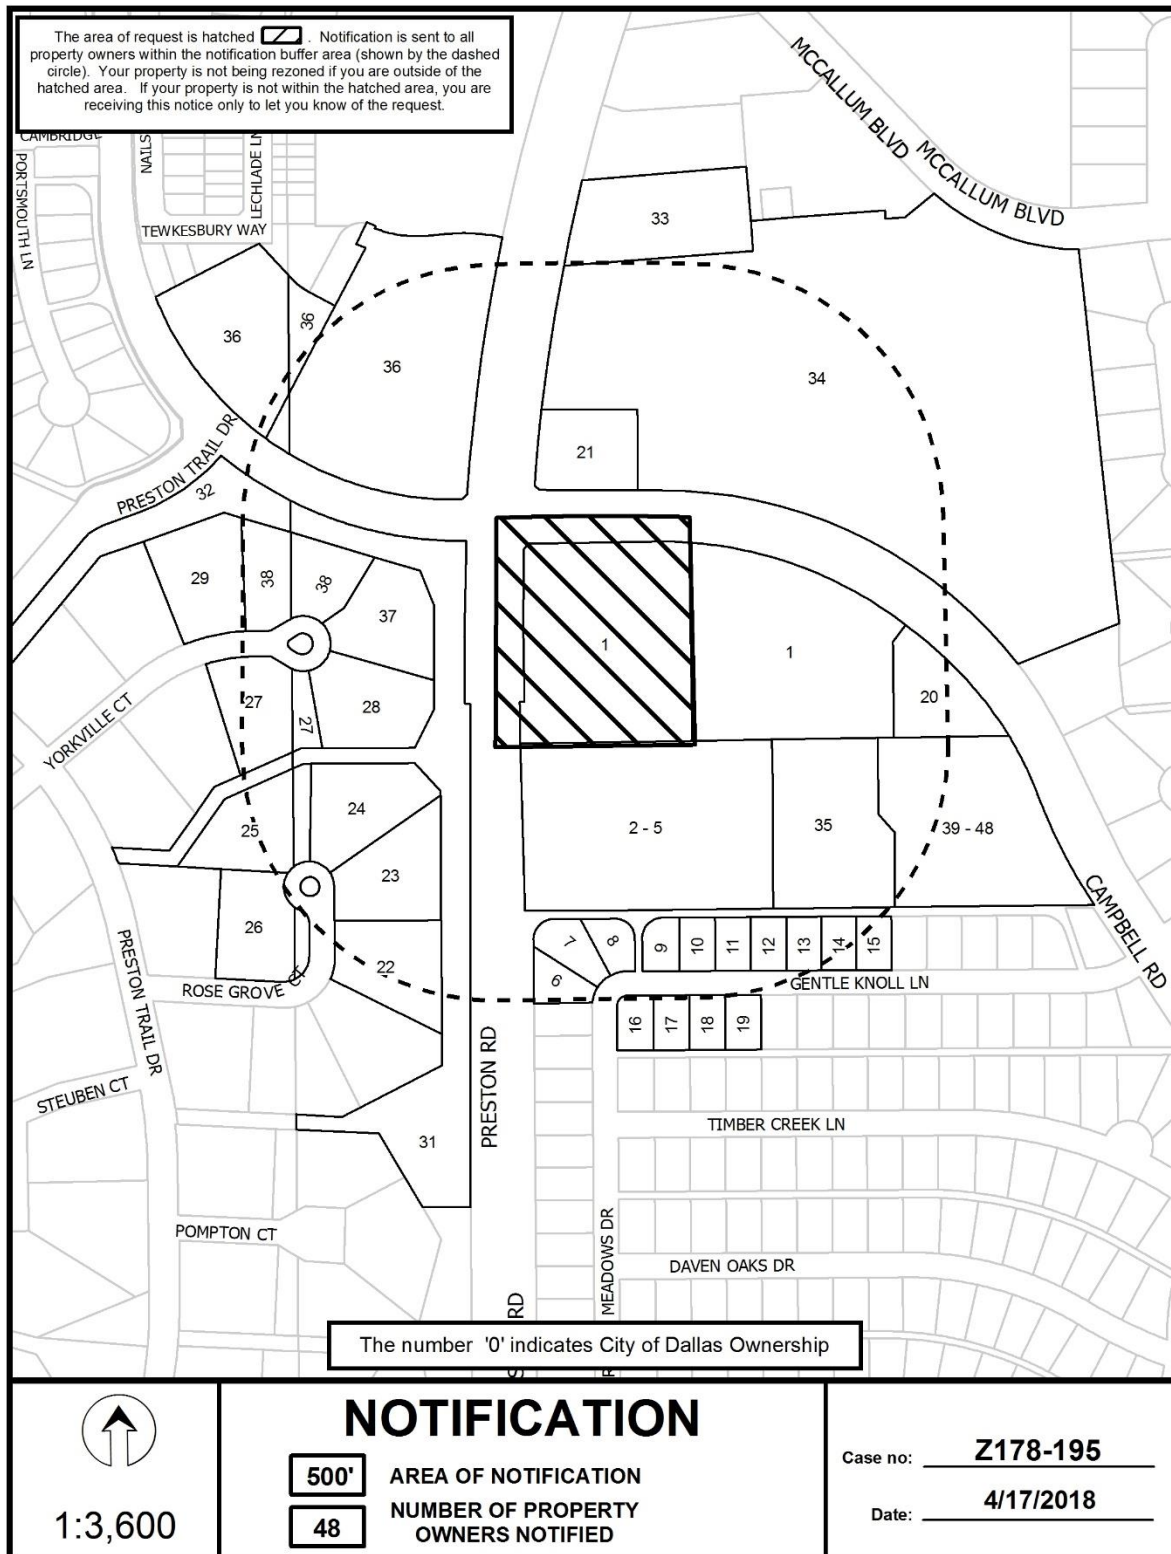 The area of request is hatched . Notification is sent to all
property owners within the notification buffer area (shown by the dashed
circle). Your property is not being rezoned if you are outside of the
hatched area. If your property is not within the hatched area, you are
receiving this notice only to let you know of the request.
MCCALLUM BLVD
MCCALLUM BLVD
CAMBRIDGE
NAILS
LECHLADE LN
PORTSMOUTH LN
TEWKESBURY WAY
33
36
36
36
34
21
PRESTON TRAIL DR
32
29
38
38
37
1
1
20
27
27
28
YORKVILLE CT
24
25
23
2 - 5
35
39 - 48
CAMPBELL RD
26
22
7
8
6
9
10
11
12
13
14
15
ROSE GROVE CT
GENTLE KNOLL LN
16
17
18
19
PRESTON TRAIL DR
PRESTON RD
STEUBEN CT
TIMBER CREEK LN
31
POMPTON CT
MEADOWS DR
DAVEN OAKS DR
RD
The number '0' indicates City of Dallas Ownership
1:3,600
NOTIFICATION
500' AREA OF NOTIFICATION
48 NUMBER OF PROPERTY
OWNERS NOTIFIED
Case no: Z178-195
Date: 4/17/2018